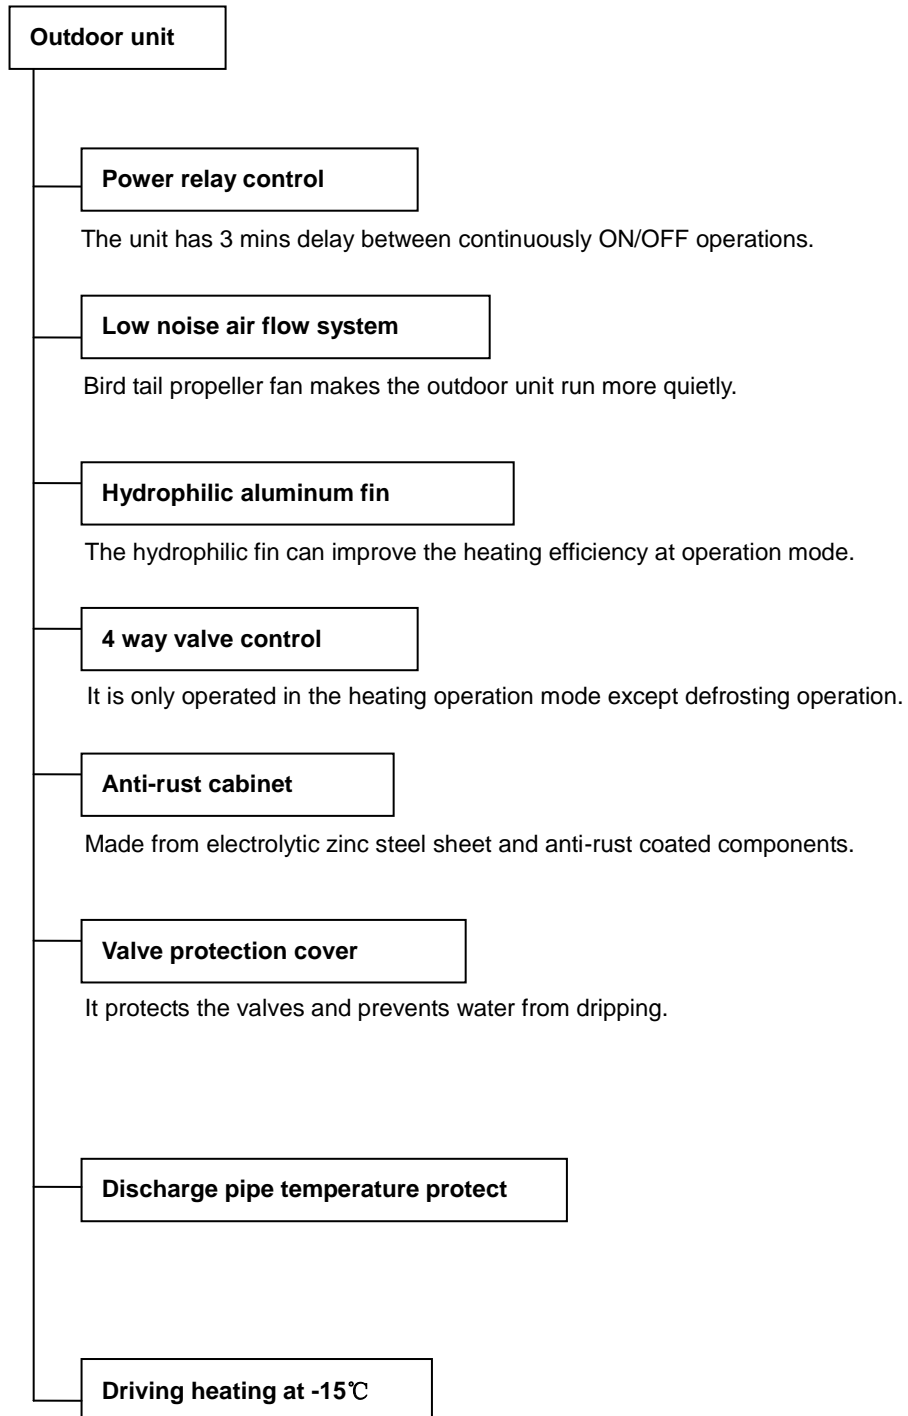 Outdoor unit
Power relay control
The unit has 3 mins delay between continuously ON/OFF operations.
Low noise air flow system
Bird tail propeller fan makes the outdoor unit run more quietly.
Hydrophilic aluminum fin
The hydrophilic fin can improve the heating efficiency at operation mode.
4 way valve control
It is only operated in the heating operation mode except defrosting operation.
Anti-rust cabinet
Made from electrolytic zinc steel sheet and anti-rust coated components.
Valve protection cover
It protects the valves and prevents water from dripping.
Discharge pipe temperature protect
Driving heating at -15℃